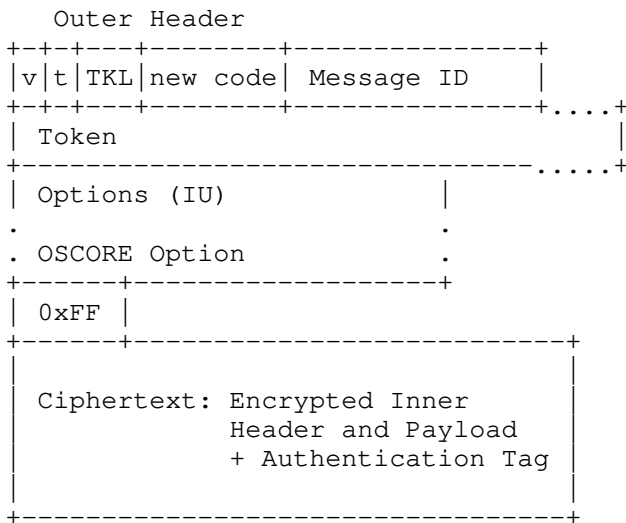 Outer Header
v t TKL new code Message ID
Token
Options (IU)
OSCORE Option
0xFF
Ciphertext: Encrypted Inner
Header and Payload
+ Authentication Tag